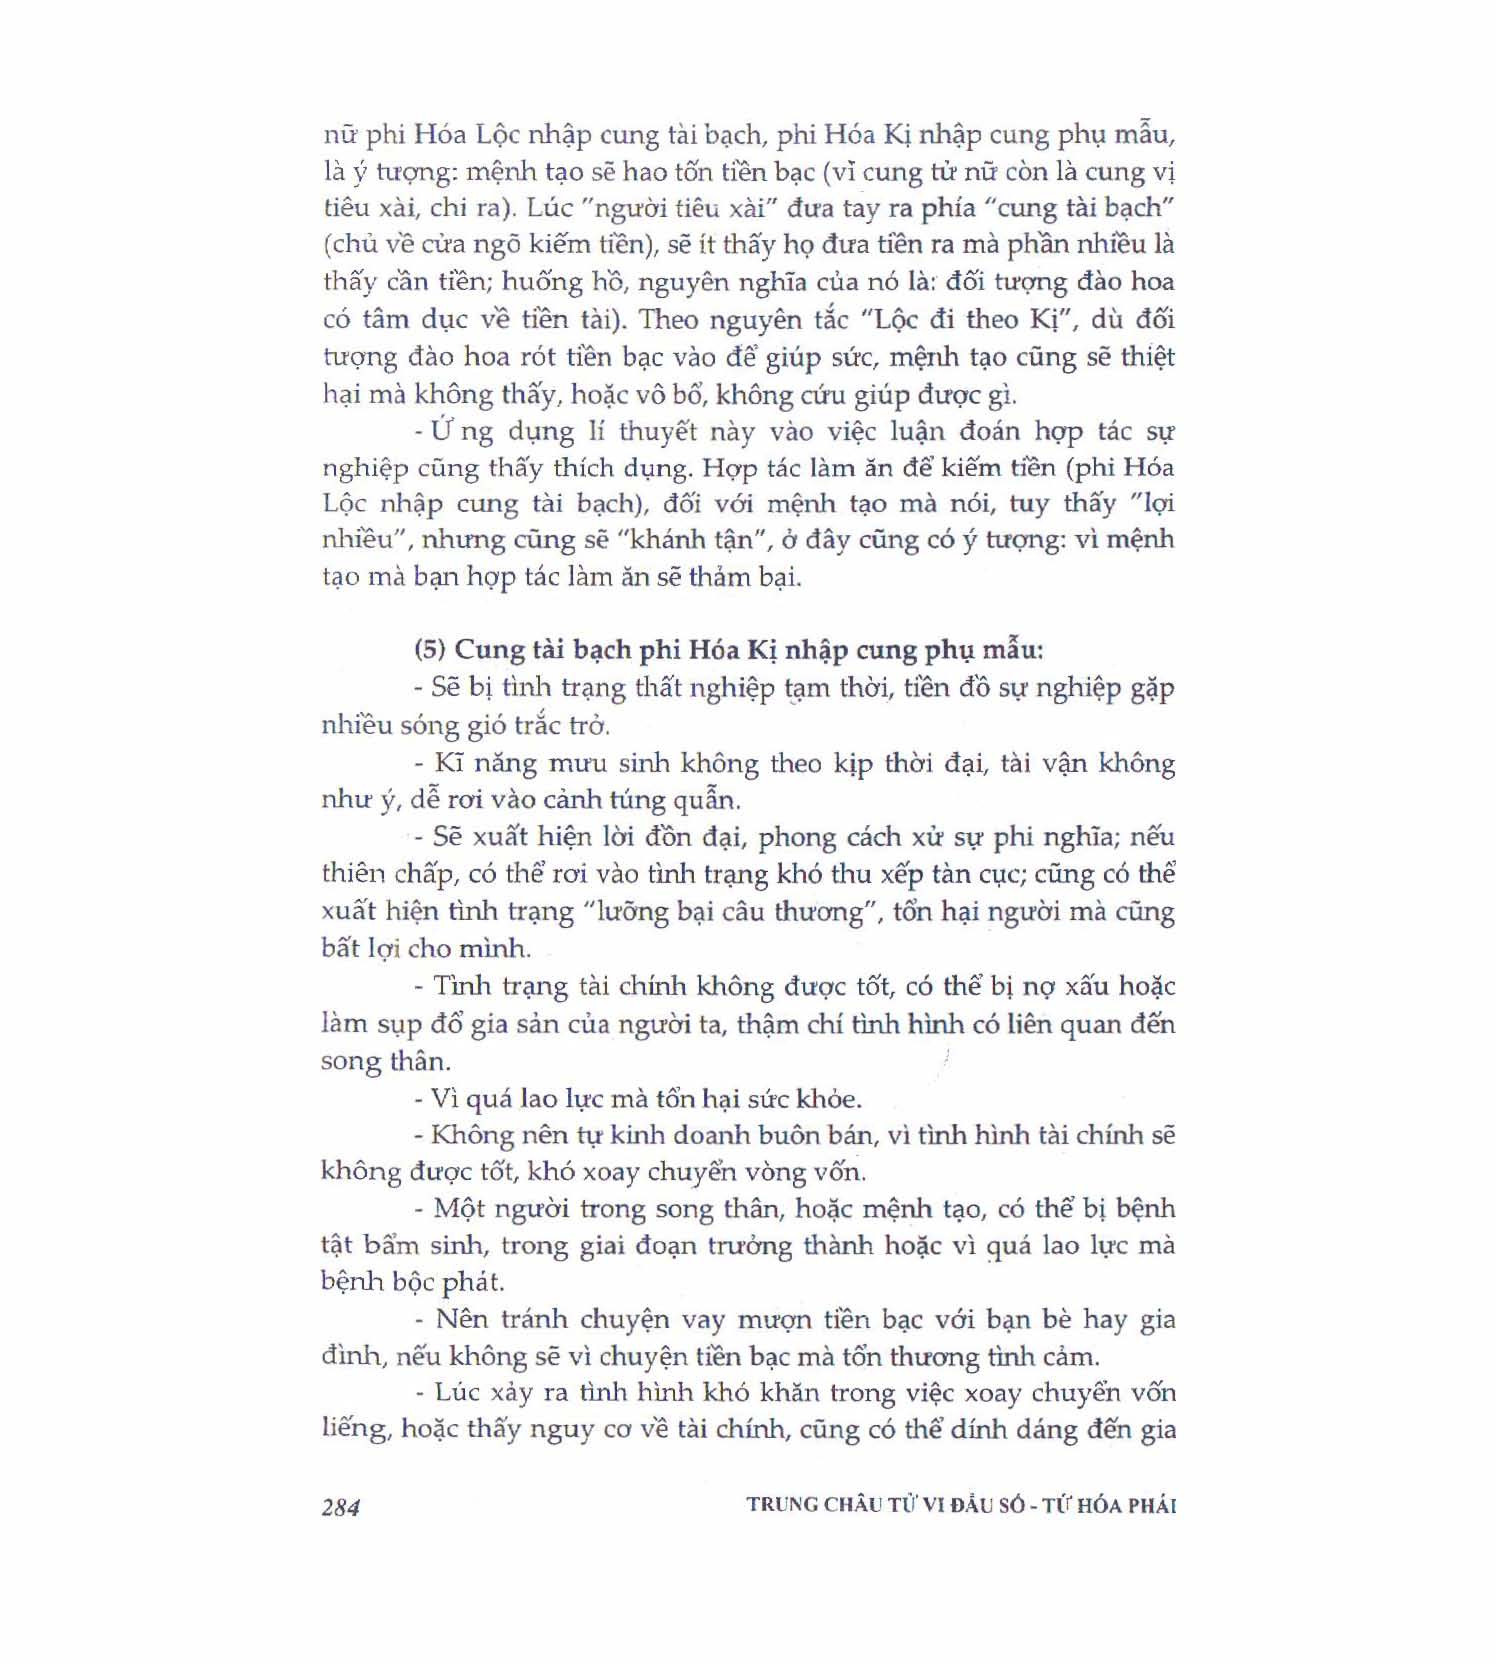 nữ phi Hóa Lộc nhập cung tài bạch, phi Hóa Kị nhập cung phụ mẫu,
là ý tượng: mệnh tạo sẽ hao tốn tiền bạc (vì cung tử nữ còn là cung vị
tiêu xài, chi ra). Lúc "người tiêu xài" đưa tay ra phía "cung tài bạch"
(chủ về cửa ngõ kiếm tiền), sẽ ít thấy họ đưa tiền ra mà phần nhiều là
thấy cần tiền; huống hồ, nguyên nghĩa của nó là: đối tượng đào hoa
có tâm dục về tiền tài). Theo nguyên tắc "Lộc đi theo Kị", dù đối
tượng đào hoa rót tiền bạc vào để giúp sức, mệnh tạo cũng sẽ thiệt
hại mà không thấy, hoặc vô bổ, không cứu giúp được gì.
- Ứng dụng lí thuyết này vào việc luận đoán hợp tác sự
nghiệp cũng thấy thích dụng. Hợp tác làm ăn để kiếm tiền (phi Hóa
Lộc nhập cung tài bạch), đối với mệnh tạo mà nói, tuy thấy "lợi
nhiều", nhưng cũng sẽ "khánh tận", ở đây cũng có ý tượng: vì mệnh
tạo mà bạn hợp tác làm ăn sẽ thảm bại.
(5) Cung tài bạch phi Hóa Kị nhập cung phụ mẫu:
- Sẽ bị tình trạng thất nghiệp tạm thời, tiền đồ sự nghiệp gặp
nhiều sóng gió trắc trở.
- Kĩ năng mưu sinh không theo kịp thời đại, tài vận không
như ý, dễ rơi vào cảnh túng quẫn.
- Sẽ xuất hiện lời đồn đại, phong cách xử sự phi nghĩa; nếu
thiên chấp, có thể rơi vào tình trạng khó thu xếp tàn cục; cũng có thể
xuất hiện tình trạng "lưỡng bại câu thương", tổn hại người mà cũng
bất lợi cho mình.
- Tình trạng tài chính không được tốt, có thể bị nợ xấu hoặc
làm sụp đổ gia sản của người ta, thậm chí tình hình có liên quan đến
song thân.
- Vì quá lao lực mà tổn hại sức khỏe.
- Không nên tự kinh doanh buôn bán, vì tình hình tài chính sẽ
không được tốt, khó xoay chuyển vòng vốn.
- Một người trong song thân, hoặc mệnh tạo, có thể bị bệnh
tật bẩm sinh, trong giai đoạn trưởng thành hoặc vì quá lao lực mà
bệnh bộc phát.
- Nên tránh chuyện vay mượn tiền bạc với bạn bè hay gia
đình, nếu không sẽ vì chuyện tiền bạc mà tổn thương tình cảm.
- Lúc xảy ra tình hình khó khăn trong việc xoay chuyển vốn
liếng, hoặc thấy nguy cơ về tài chính, cũng có thể dính dáng đến gia
284 TRUNG CHÂU TỬ VI ĐẨU SỐ - TỨ HÓA PHÁI